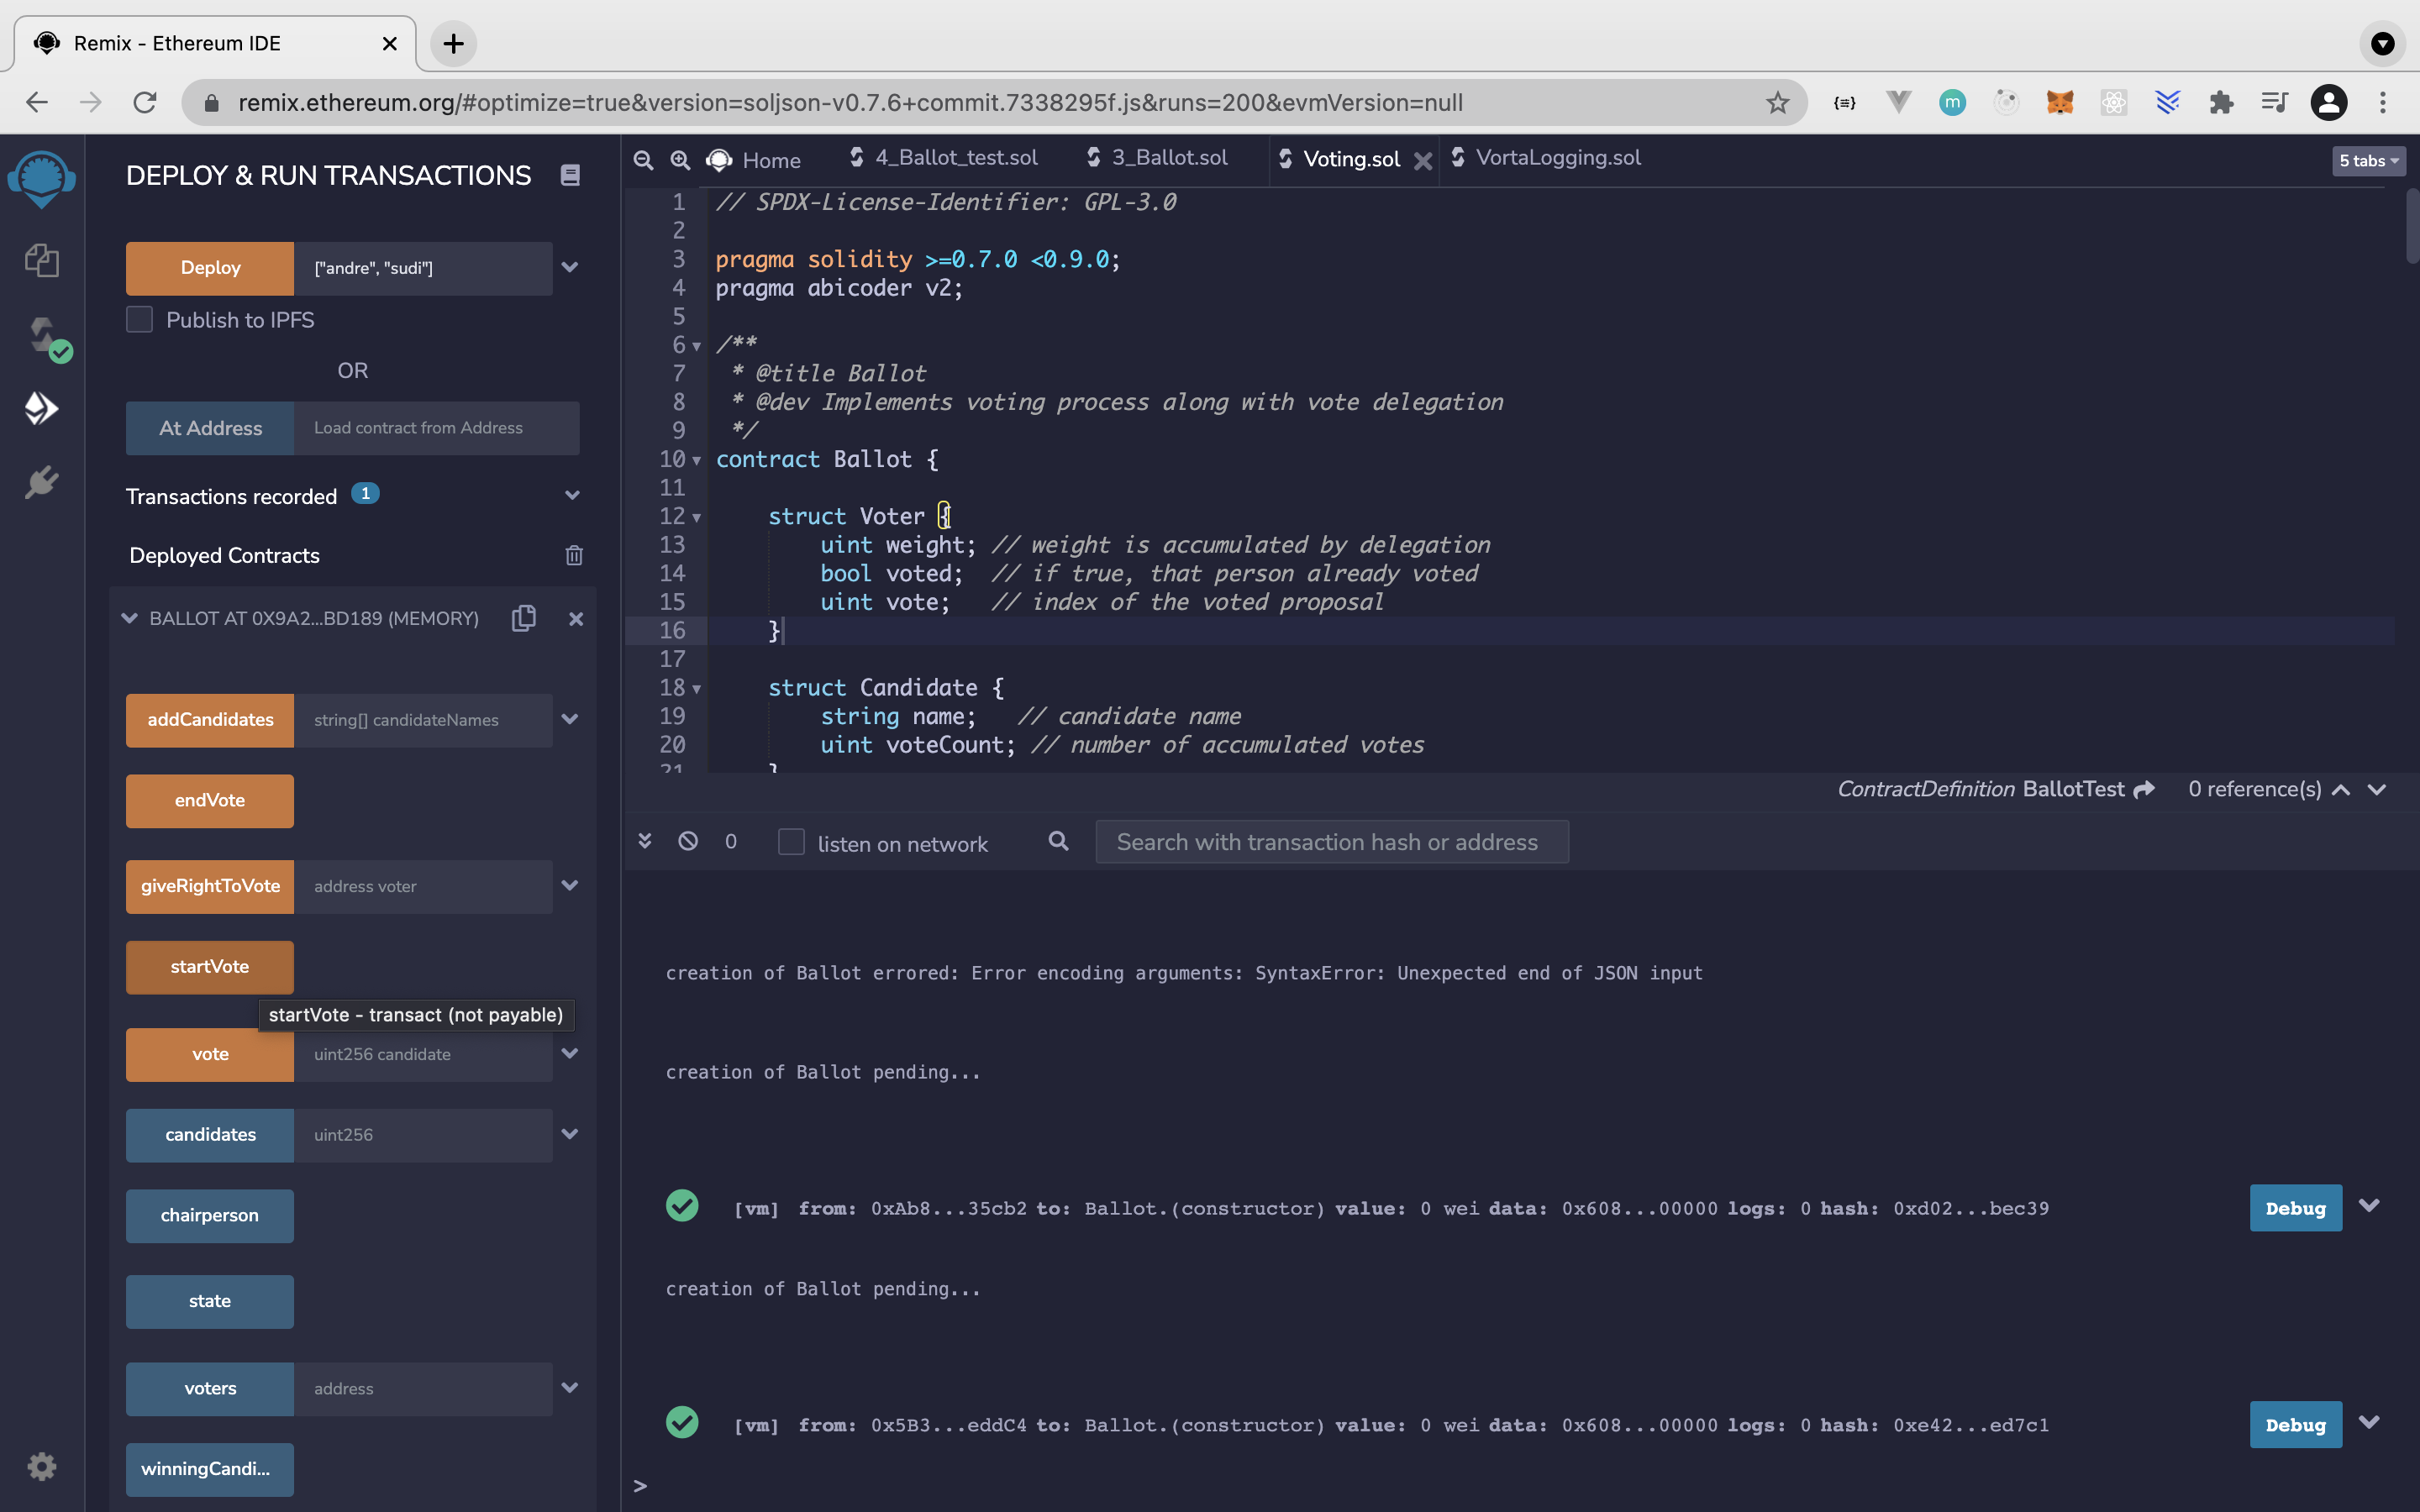 Remix - Ethereum IDE
remix.ethereum.org/#optimize=true&version=soljson-v0.7.6+commit.7338295f.js&runs=200&evmVersion=null
{≡}
m
DEPLOY & RUN TRANSACTIONS
Deploy
["andre", "sudi"]
Publish to IPFS
OR
At Address
Load contract from Address
Transactions recorded 1
Deployed Contracts
BALLOT AT 0X9A2...BD189 (MEMORY)
addCandidates
string[] candidateNames
endVote
giveRightToVote
address voter
startVote
startVote - transact (not payable)
vote
uint256 candidate
candidates
uint256
chairperson
state
voters
address
winningCandi...
Home
4_Ballot_test.sol
3_Ballot.sol
Voting.sol
VortaLogging.sol
5 tabs
1 // SPDX-License-Identifier: GPL-3.0
2
3 pragma solidity >=0.7.0 <0.9.0;
4 pragma abicoder v2;
5
6 /**
7 * @title Ballot
8 * @dev Implements voting process along with vote delegation
9 */
10 contract Ballot {
11
12 struct Voter {
13 uint weight; // weight is accumulated by delegation
14 bool voted; // if true, that person already voted
15 uint vote; // index of the voted proposal
16 }
17
18 struct Candidate {
19 string name; // candidate name
20 uint voteCount; // number of accumulated votes
21 }
ContractDefinition BallotTest 0 reference(s)
0
listen on network
Search with transaction hash or address
creation of Ballot errored: Error encoding arguments: SyntaxError: Unexpected end of JSON input
creation of Ballot pending...
[vm] from: 0xAb8...35cb2 to: Ballot.(constructor) value: 0 wei data: 0x608...00000 logs: 0 hash: 0xd02...bec39
Debug
creation of Ballot pending...
[vm] from: 0x5B3...eddC4 to: Ballot.(constructor) value: 0 wei data: 0x608...00000 logs: 0 hash: 0xe42...ed7c1
Debug
>